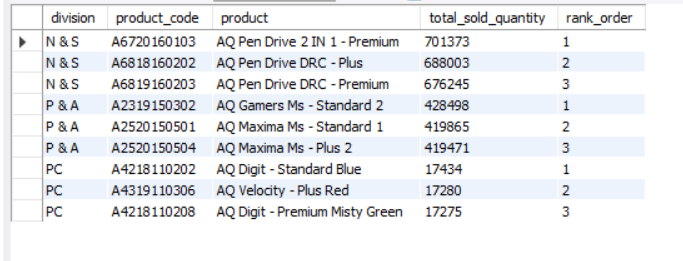 division product_code product total_sold_quantity rank_order
N & S A6720160103 AQ Pen Drive 2 IN 1 - Premium 701373 1
N & S A6818160202 AQ Pen Drive DRC - Plus 688003 2
N & S A6819160203 AQ Pen Drive DRC - Premium 676245 3
P & A A2319150302 AQ Gamers Ms - Standard 2 428498 1
P & A A2520150501 AQ Maxima Ms - Standard 1 419865 2
P & A A2520150504 AQ Maxima Ms - Plus 2 419471 3
PC A4218110202 AQ Digit - Standard Blue 17434 1
PC A4319110306 AQ Velocity - Plus Red 17280 2
PC A4218110208 AQ Digit - Premium Misty Green 17275 3